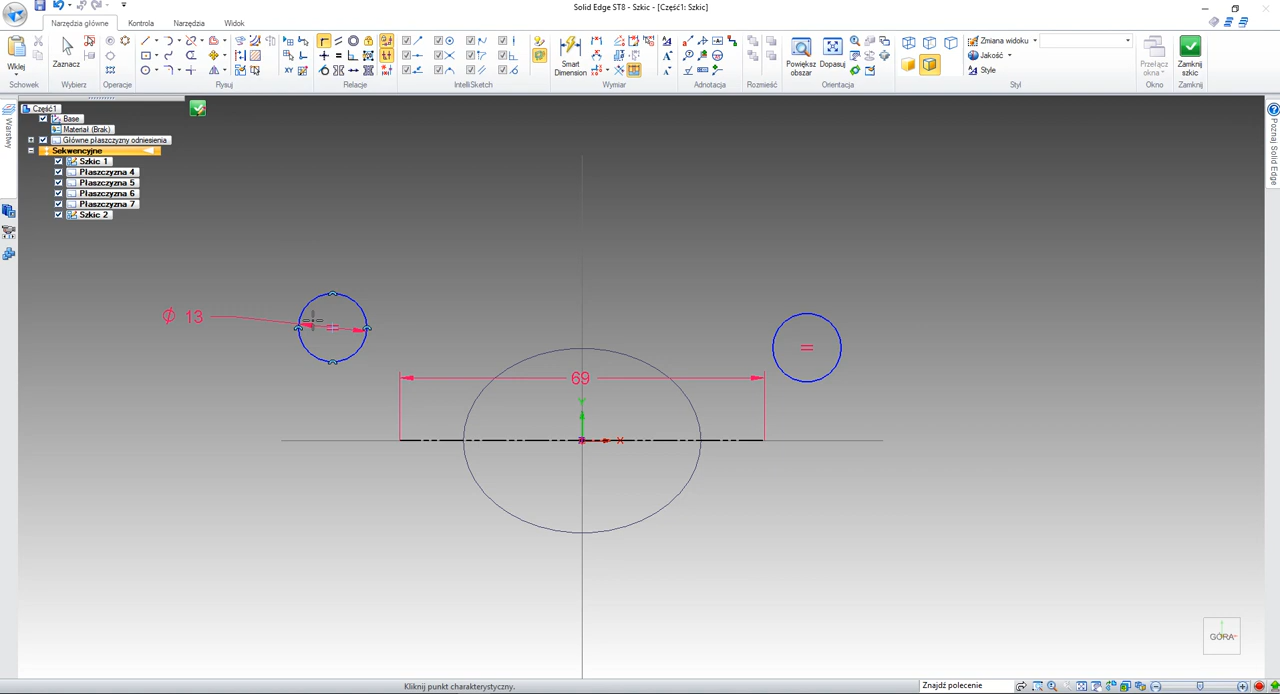 Solid Edge ST8 - Szkic - [Część1: Szkic]
Narzędzia główne
Kontrola
Narzędzia
Widok
Wklej
Zaznacz
Smart
Dimension
Powiększ
obszar
Dopasuj
Zmiana widoku
Jakość
Style
Przełącz
okna
Zamknij
szkic
Schowek
Wybierz
Operacje
Rysuj
Relacje
IntelliSketch
Wymiar
Adnotacja
Rozmieść
Orientacja
Styl
Okno
Zamknij
Warstwy
Poznaj Solid Edge
Część1
Base
Materiał (Brak)
Główne płaszczyzny odniesienia
Sekwencyjne
Szkic 1
Płaszczyzna 4
Płaszczyzna 5
Płaszczyzna 6
Płaszczyzna 7
Szkic 2
Ø 13
69
Y
X
GÓRA
Kliknij punkt charakterystyczny.
Znajdź polecenie